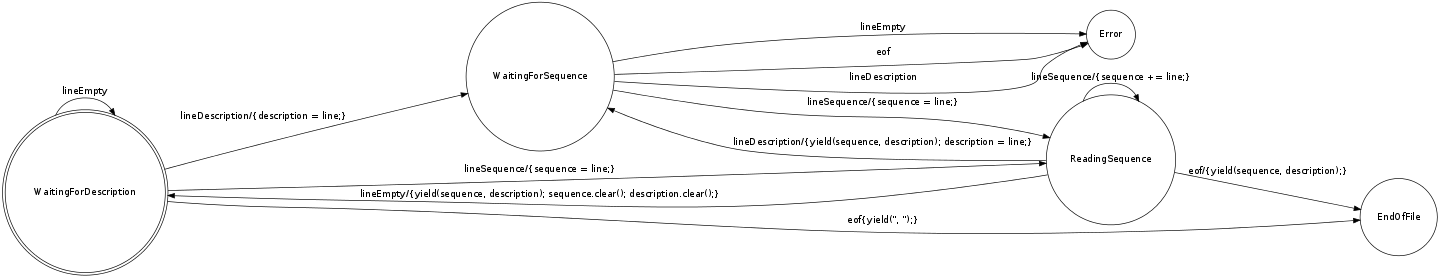 lineEmpty
Error
eof
WaitingForSequence
lineDescription
lineSequence/{sequence += line;}
lineEmpty
lineSequence/{sequence = line;}
lineDescription/{description = line;}
lineDescription/{yield(sequence, description); description = line;}
ReadingSequence
lineSequence/{sequence = line;}
eof/{yield(sequence, description);}
WaitingForDescription
lineEmpty/{yield(sequence, description); sequence.clear(); description.clear();}
eof{yield('', '');}
EndOfFile